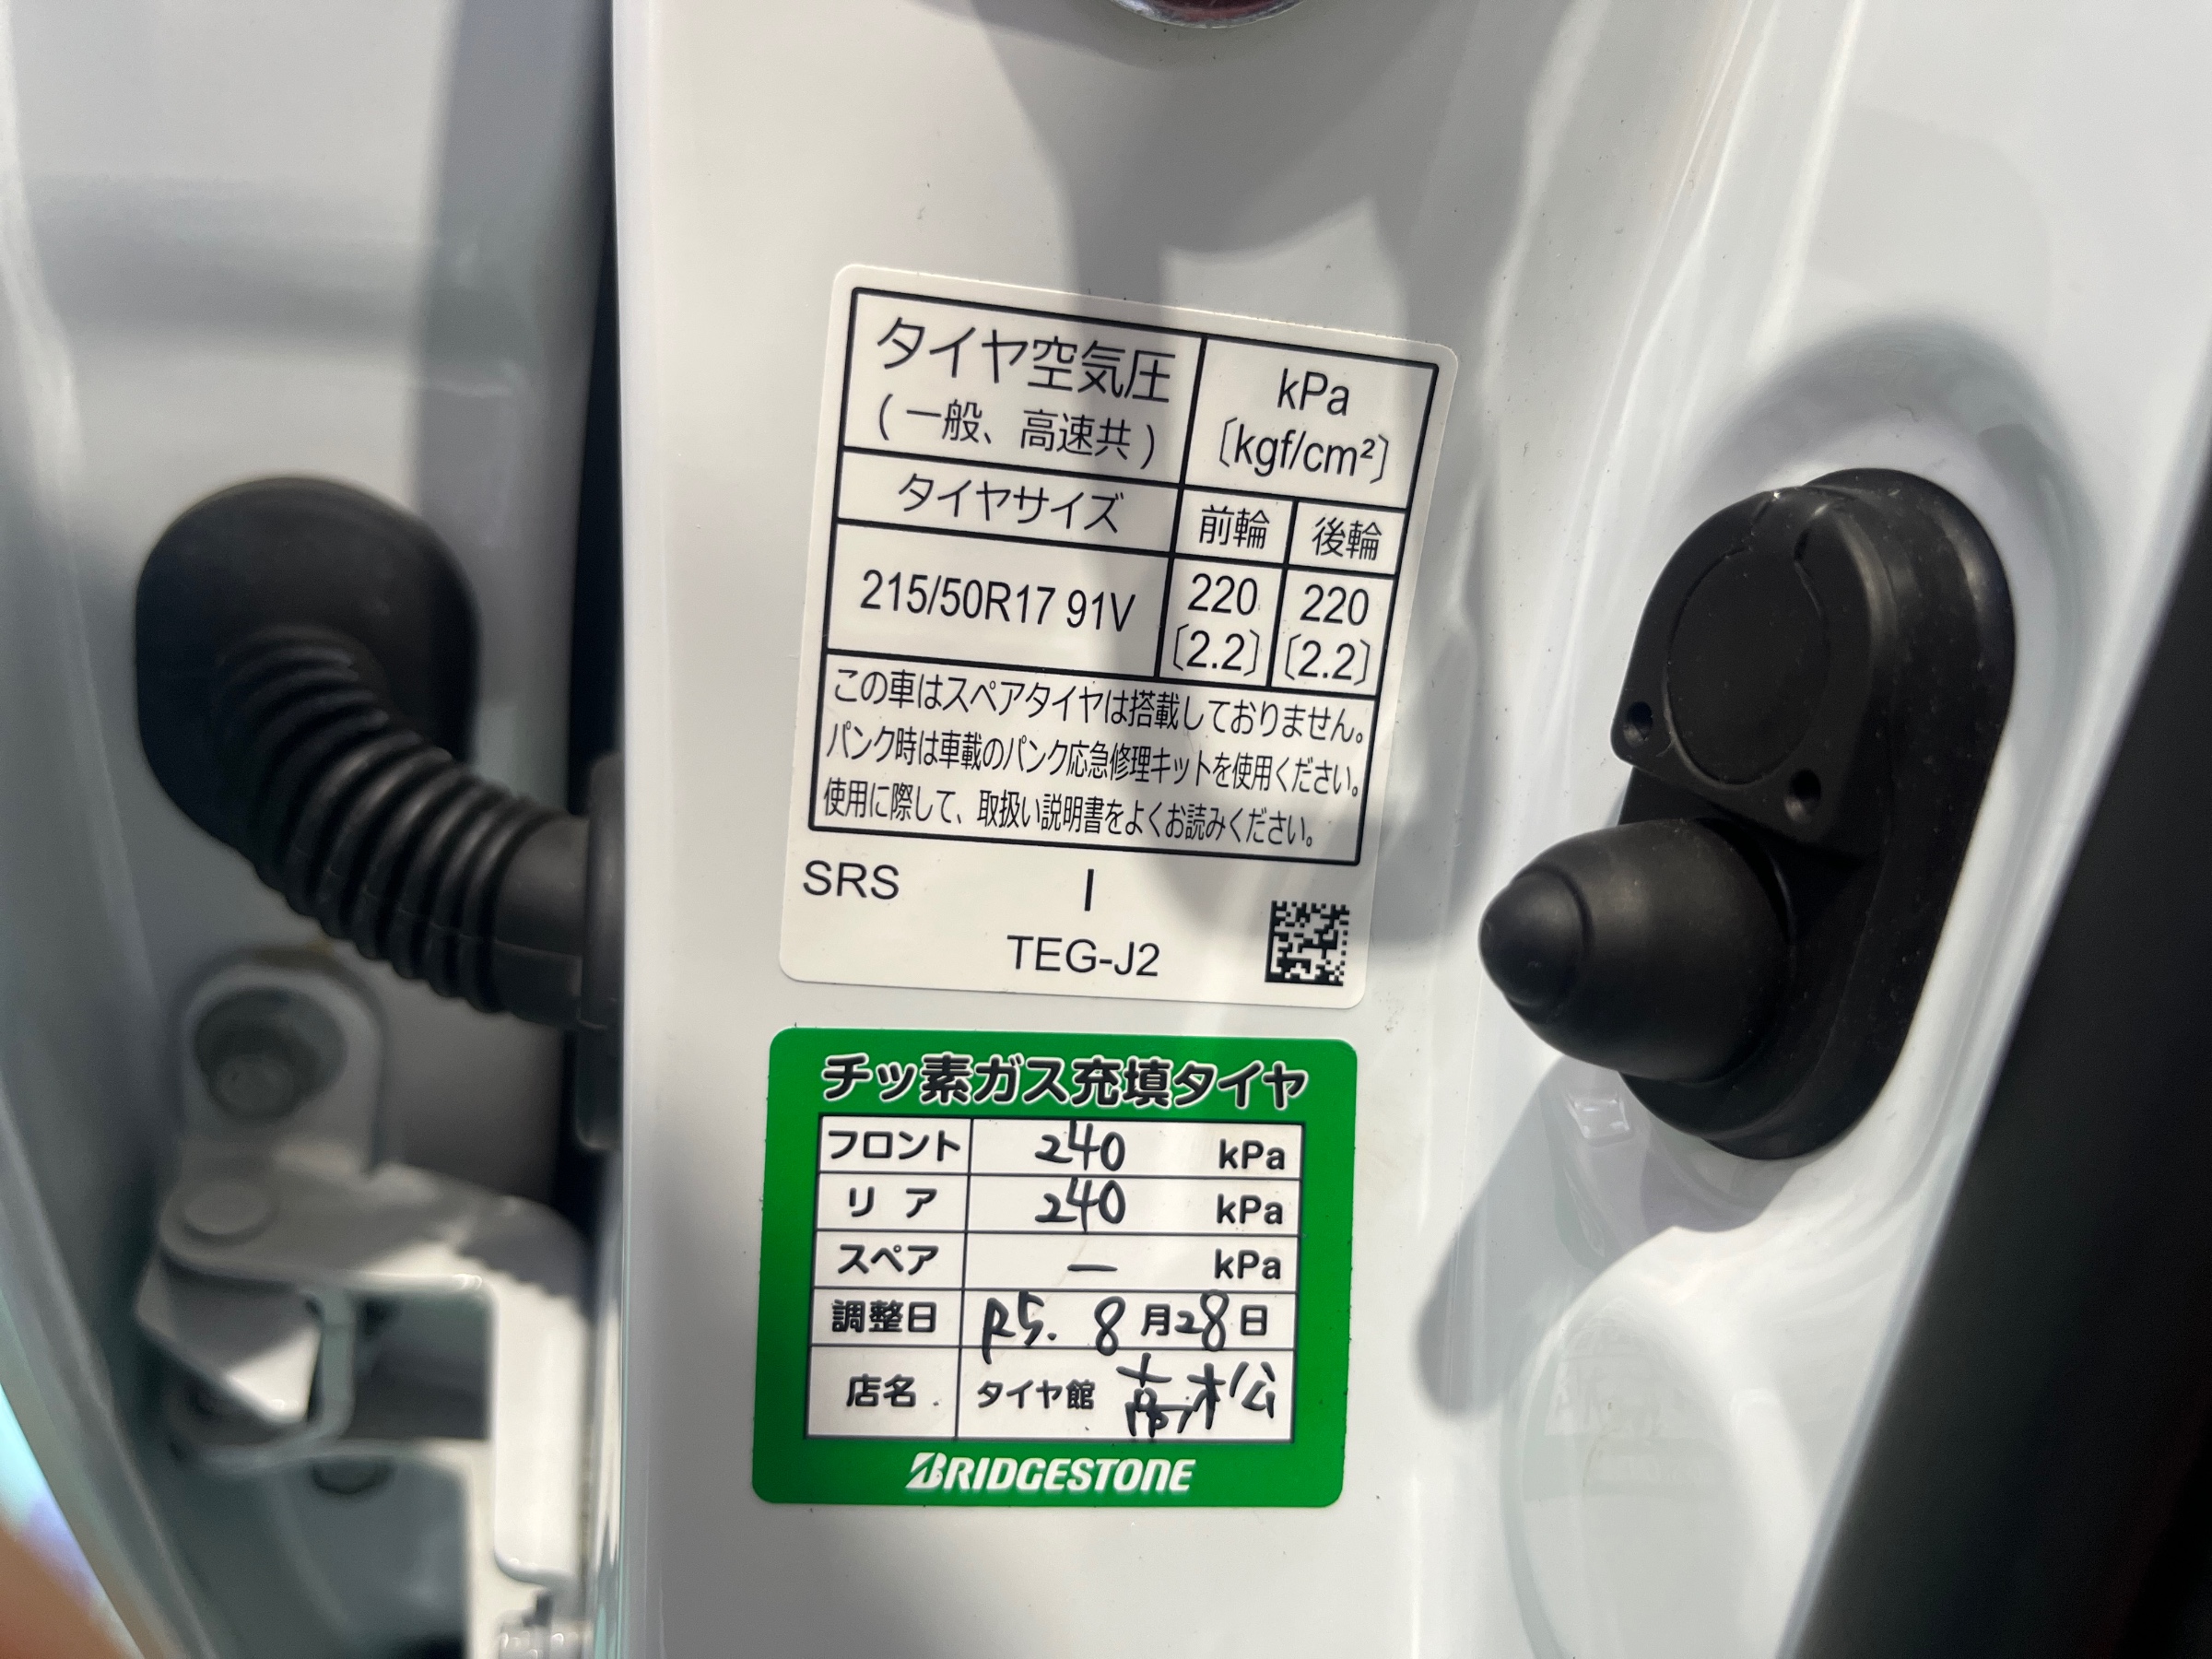 タイヤ空気圧
(一般、高速共)
kPa
〔kgf/cm²〕
タイヤサイズ 前輪 後輪
215/50R17 91V 220 220
〔2.2〕 〔2.2〕
この車はスペアタイヤは搭載しておりません。
パンク時は車載のパンク応急修理キットを使用ください。
使用に際して、取扱い説明書をよくお読みください。
SRS I
TEG-J2
チッ素ガス充填タイヤ
フロント 240 kPa
リア 240 kPa
スペア ー kPa
調整日 R5. 8月28日
店名 タイヤ館 高松公
BRIDGESTONE